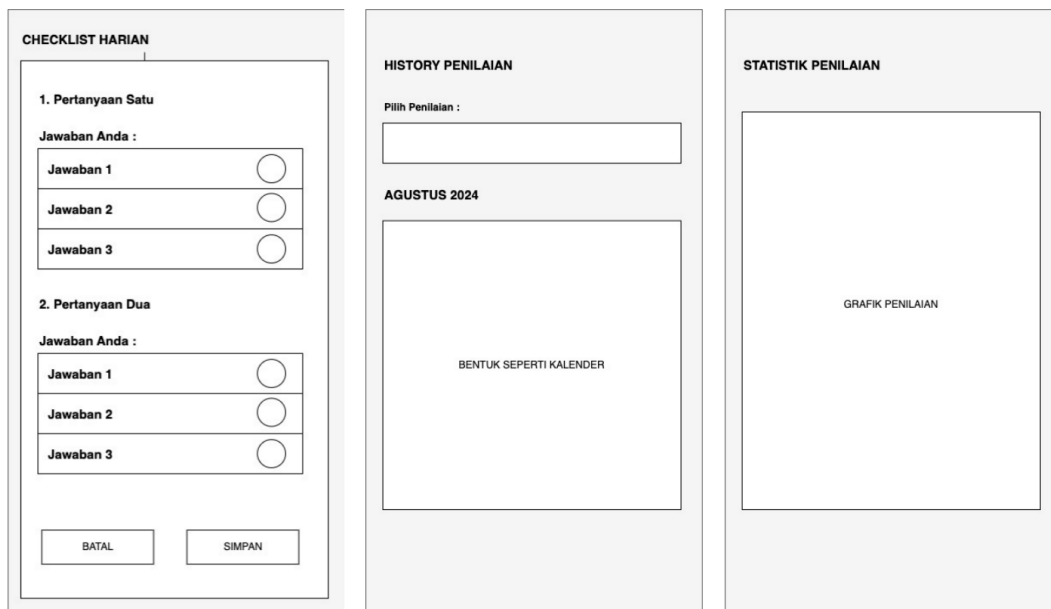 CHECKLIST HARIAN
1. Pertanyaan Satu
Jawaban Anda :
Jawaban 1
Jawaban 2
Jawaban 3
2. Pertanyaan Dua
Jawaban Anda :
Jawaban 1
Jawaban 2
Jawaban 3
BATAL
SIMPAN
HISTORY PENILAIAN
Pilih Penilaian :
AGUSTUS 2024
BENTUK SEPERTI KALENDER
STATISTIK PENILAIAN
GRAFIK PENILAIAN